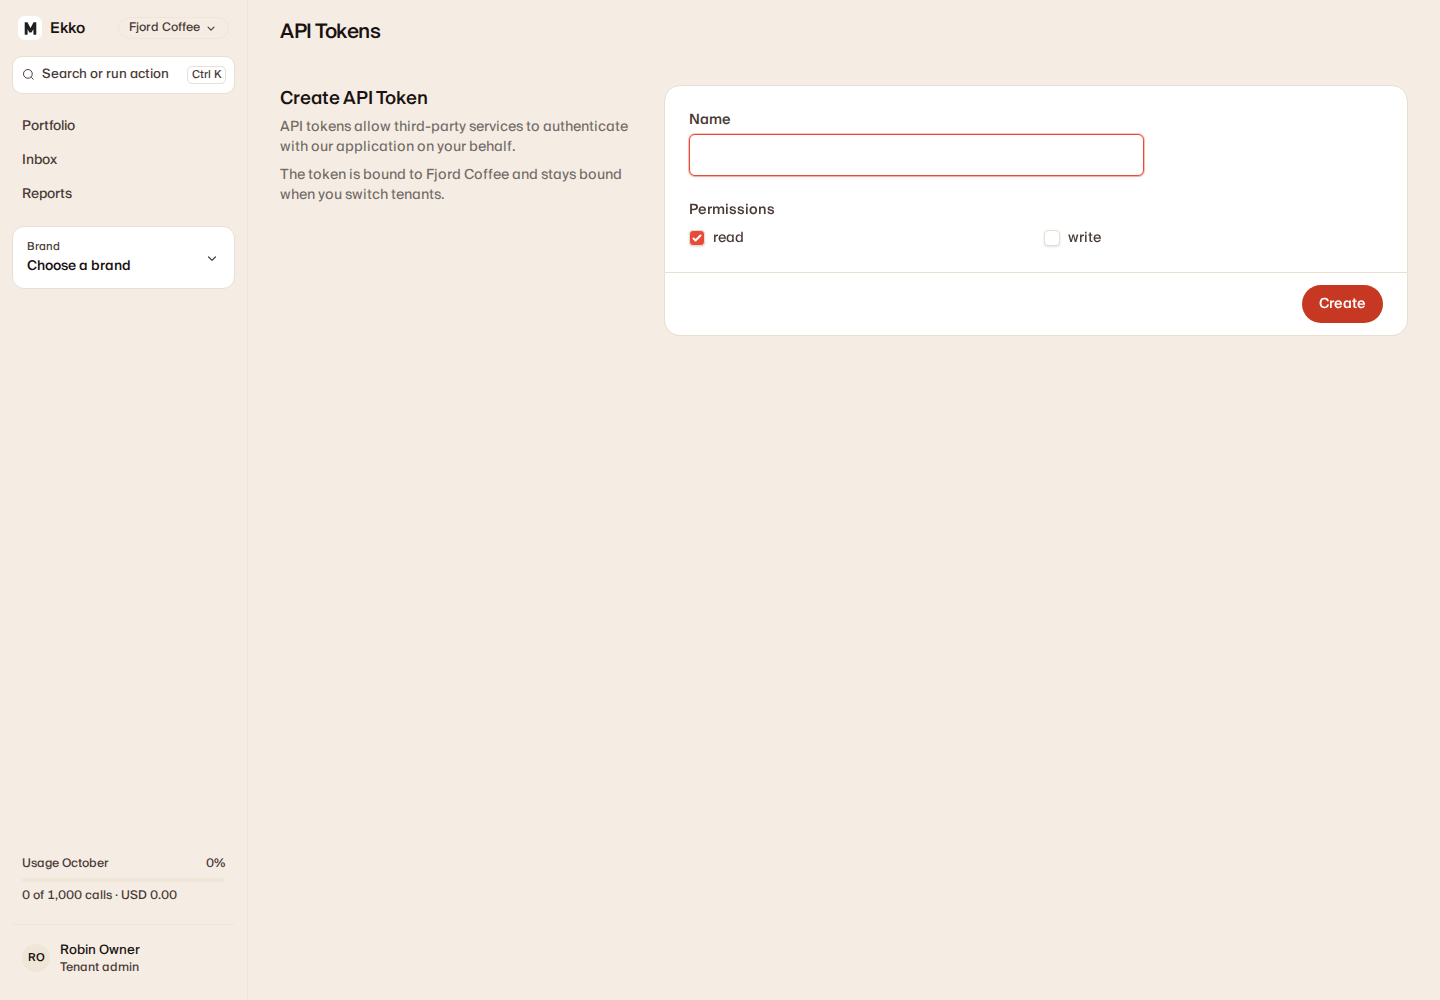 M Ekko
Fjord Coffee
Search or run action Ctrl K
Portfolio
Inbox
Reports
Brand
Choose a brand
Usage October 0%
0 of 1,000 calls · USD 0.00
RO
Robin Owner
Tenant admin
API Tokens
Create API Token
API tokens allow third-party services to authenticate
with our application on your behalf.
The token is bound to Fjord Coffee and stays bound
when you switch tenants.
Name
Permissions
read write
Create